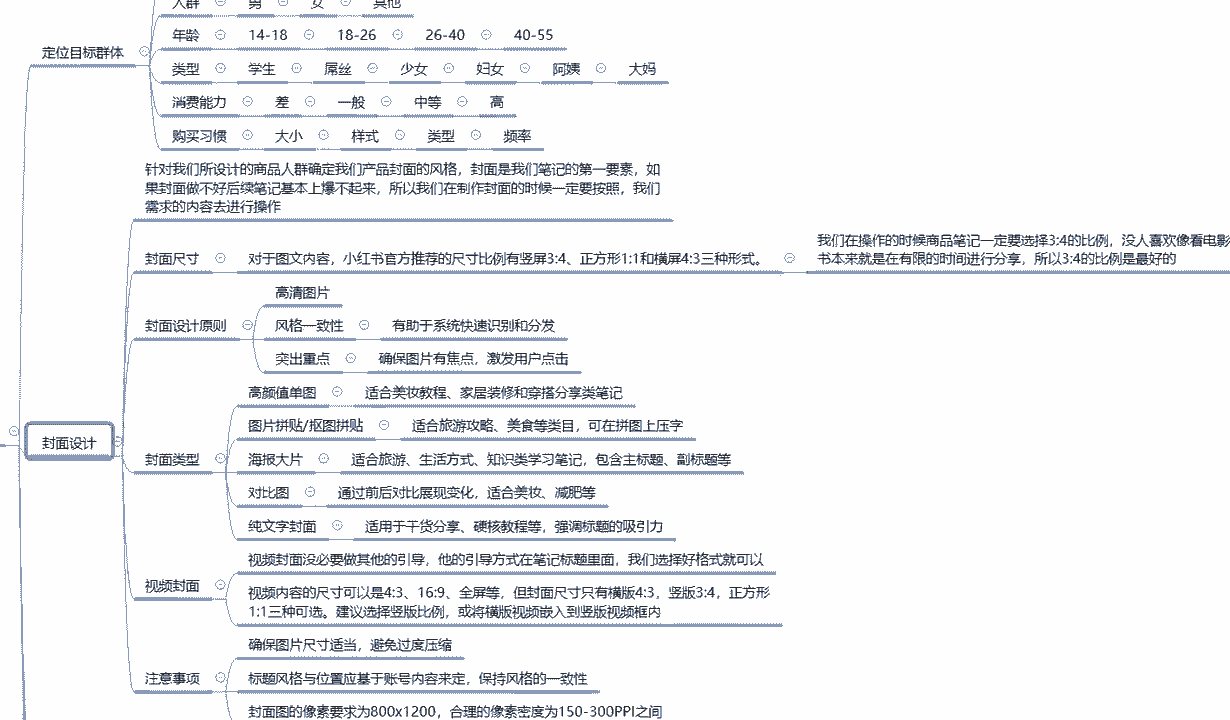 人群 男 女 其他
定位目标群体
年龄 14-18 18-26 26-40 40-55
类型 学生 屌丝 少女 妇女 阿姨 大妈
消费能力 差 一般 中等 高
购买习惯 大小 样式 类型 频率
针对我们所设计的商品人群确定我们产品封面的风格，封面是我们笔记的第一要素，如
果封面做不好后续笔记基本上爆不起来，所以我们在制作封面的时候一定要按照，我们
需求的内容去进行操作
封面尺寸 对于图文内容，小红书官方推荐的尺寸比例有竖屏3:4、正方形1:1和横屏4:3三种形式。
我们在操作的时候商品笔记一定要选择3:4的比例，没人喜欢像看电影
书本来就是在有限的时间进行分享，所以3:4的比例是最好的
封面设计原则
高清图片
风格一致性 有助于系统快速识别和分发
突出重点 确保图片有焦点，激发用户点击
封面设计
封面类型
高颜值单图 适合美妆教程、家居装修和穿搭分享类笔记
图片拼贴/抠图拼贴 适合旅游攻略、美食等类目，可在拼图上压字
海报大片 适合旅游、生活方式、知识类学习笔记，包含主标题、副标题等
对比图 通过前后对比展现变化，适合美妆、减肥等
纯文字封面 适用于干货分享、硬核教程等，强调标题的吸引力
视频封面
视频封面没必要做其他的引导，他的引导方式在笔记标题里面，我们选择好格式就可以
视频内容的尺寸可以是4:3、16:9、全屏等，但封面尺寸只有横版4:3，竖版3:4，正方形
1:1三种可选。建议选择竖版比例，或将横版视频嵌入到竖版视频框内
注意事项
确保图片尺寸适当，避免过度压缩
标题风格与位置应基于账号内容来定，保持风格的一致性
封面图的像素要求为800x1200，合理的像素密度为150-300PPI之间